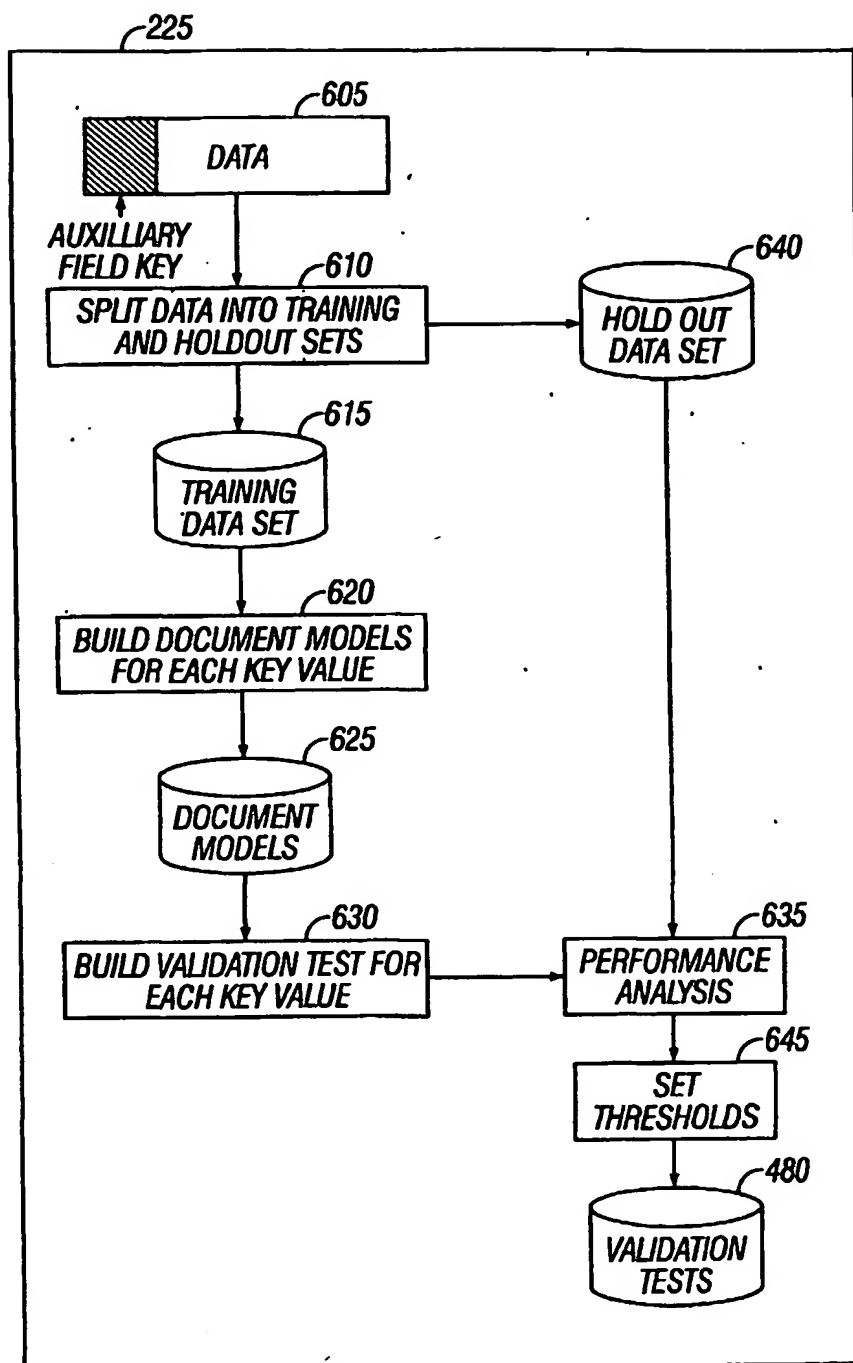 225
605
DATA
AUXILLIARY
FIELD KEY
610
SPLIT DATA INTO TRAINING
AND HOLDOUT SETS
640
HOLD OUT
DATA SET
615
TRAINING
DATA SET
620
BUILD DOCUMENT MODELS
FOR EACH KEY VALUE
625
DOCUMENT
MODELS
630
BUILD VALIDATION TEST FOR
EACH KEY VALUE
635
PERFORMANCE
ANALYSIS
645
SET
THRESHOLDS
480
VALIDATION
TESTS